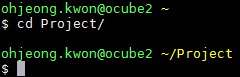 ohjeong.kwon@ocube2 ~
$ cd Project/

ohjeong.kwon@ocube2 ~/Project
$